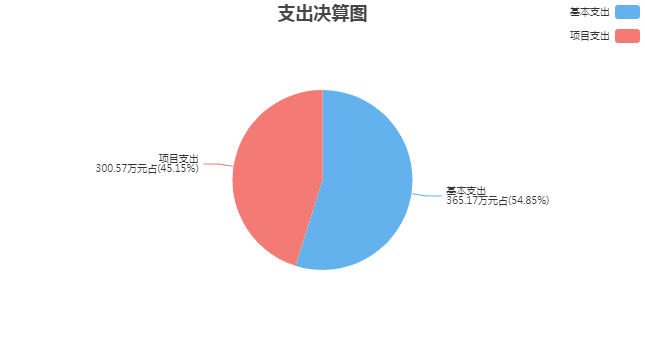 支出决算图
基本支出
项目支出
项目支出
300.57万元占(45.15%)
基本支出
365.17万元占(54.85%)